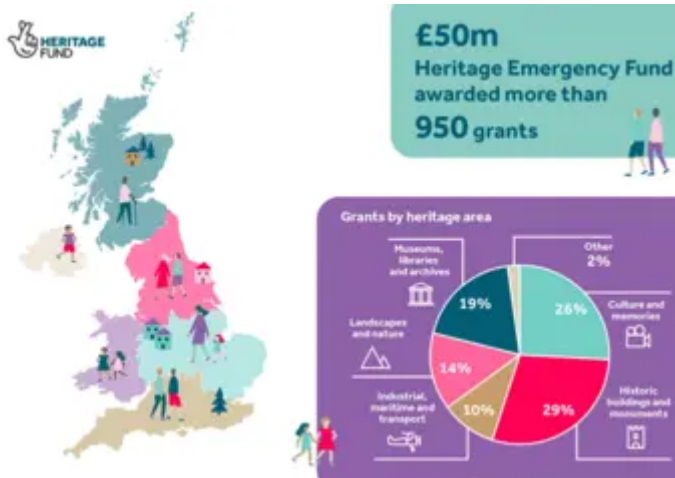 HERITAGE
FUND
£50m
Heritage Emergency Fund
awarded more than
950 grants
Grants by heritage area
Museums,
libraries
and archives
Other
2%
19%
26%
Culture and
memories
Landscapes
and nature
14%
Industrial,
maritime and
transport
10%
29%
Historic
buildings and
monuments